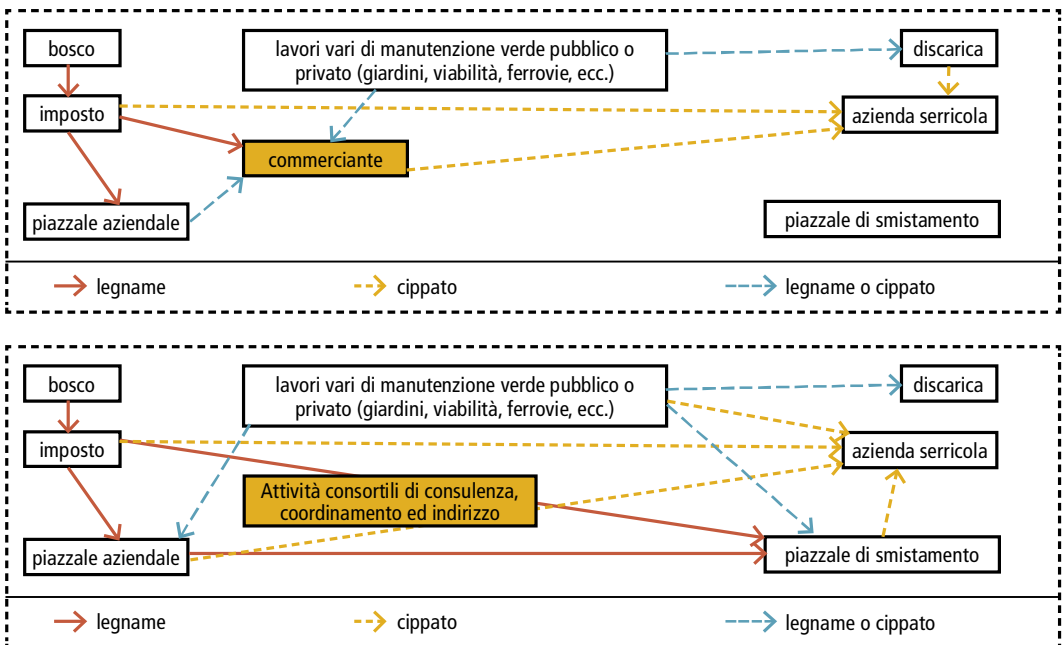 bosco
lavori vari di manutenzione verde pubblico o
privato (giardini, viabilità, ferrovie, ecc.)
discarica
imposto
azienda serricola
commerciante
piazzale aziendale
piazzale di smistamento
legname
cippato
legname o cippato
bosco
lavori vari di manutenzione verde pubblico o
privato (giardini, viabilità, ferrovie, ecc.)
discarica
imposto
azienda serricola
Attività consortili di consulenza,
coordinamento ed indirizzo
piazzale aziendale
piazzale di smistamento
legname
cippato
legname o cippato